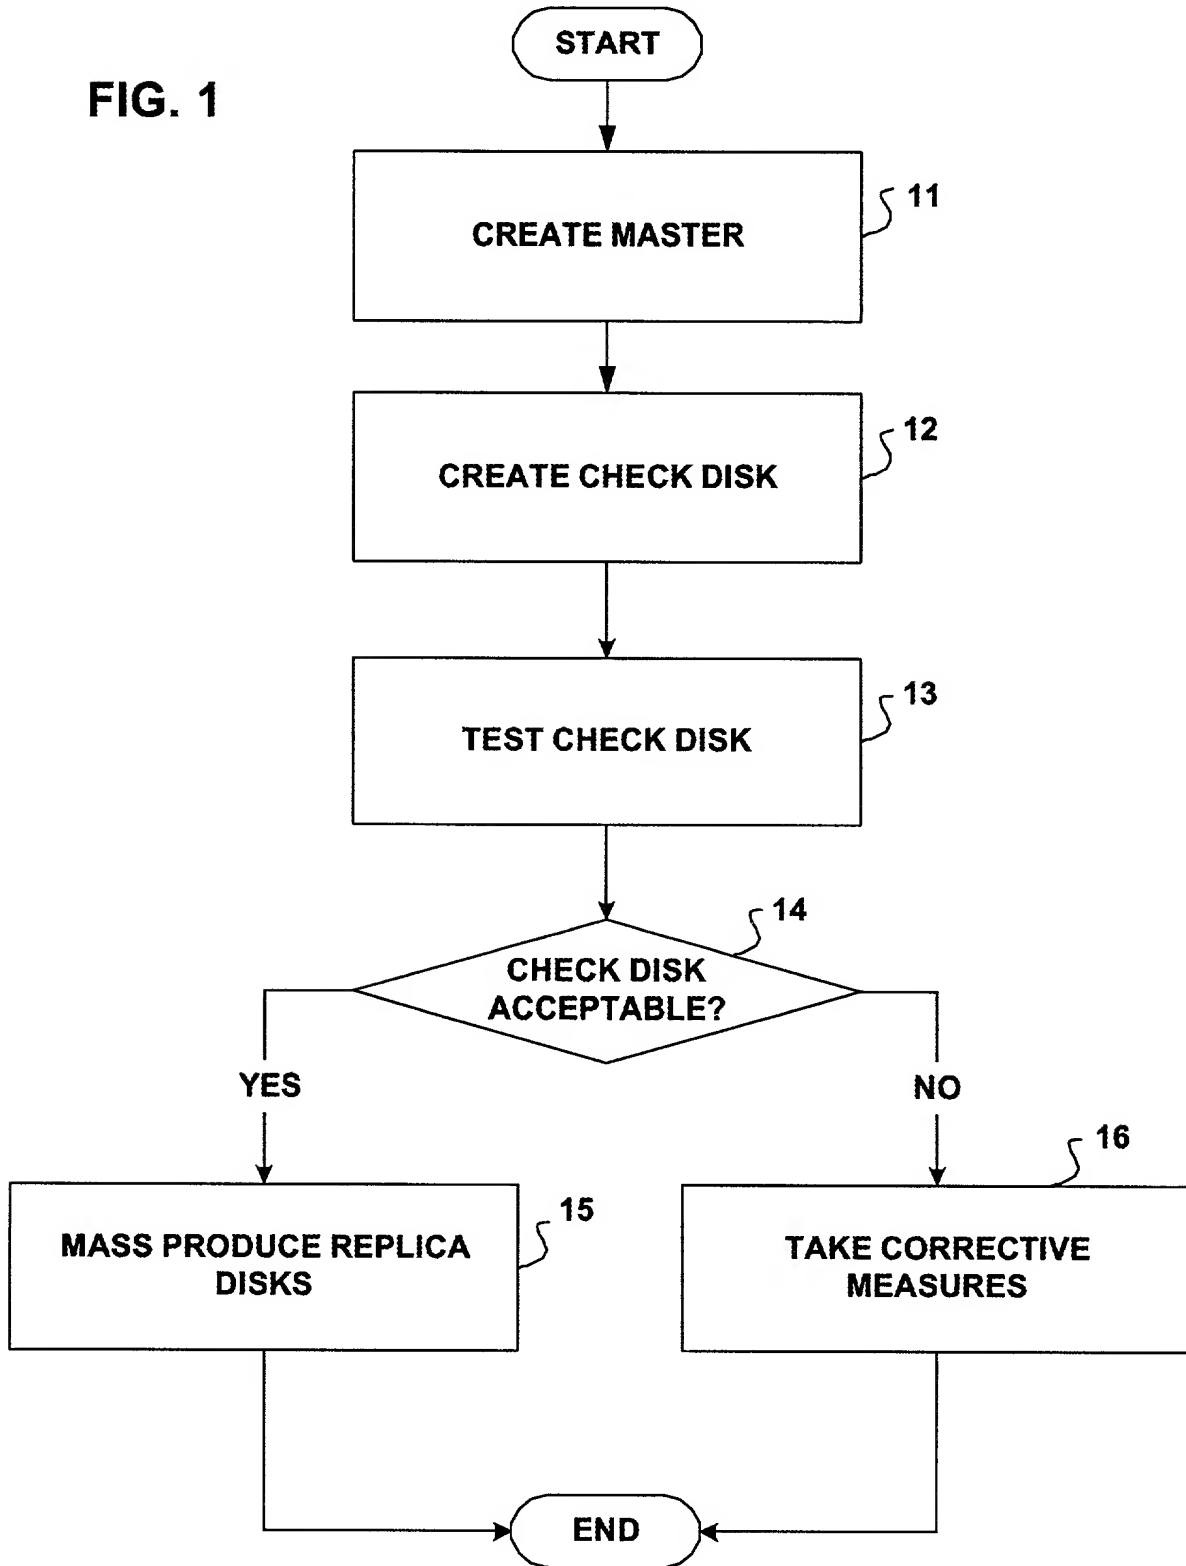 START
FIG. 1
11
CREATE MASTER
12
CREATE CHECK DISK
13
TEST CHECK DISK
14
CHECK DISK
ACCEPTABLE?
YES
NO
16
15
MASS PRODUCE REPLICA
DISKS
TAKE CORRECTIVE
MEASURES
END